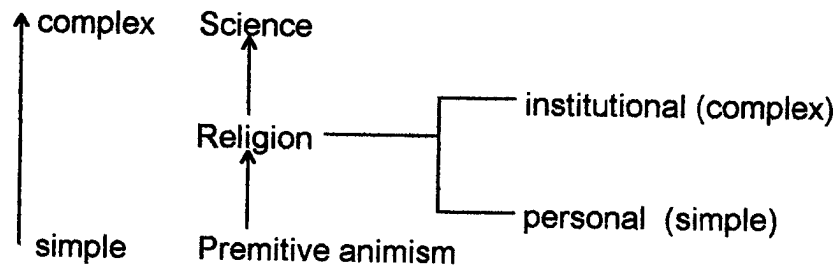 complex Science
institutional (complex)
Religion
personal (simple)
simple Premitive animism